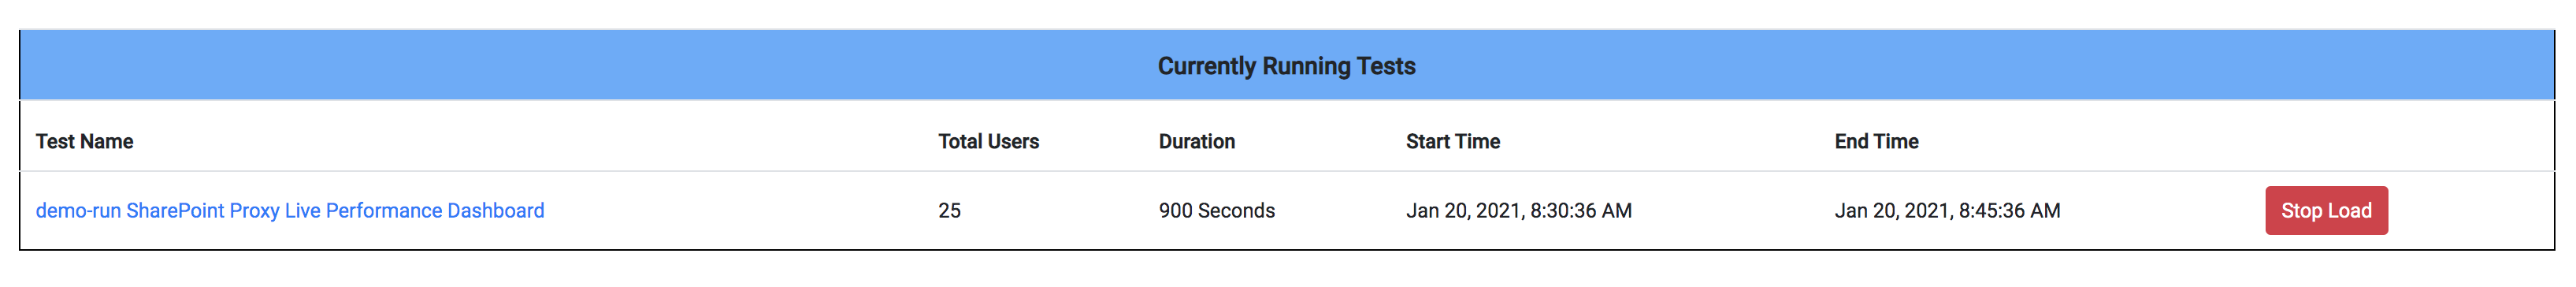 Currently Running Tests
Test Name Total Users Duration Start Time End Time
demo-run SharePoint Proxy Live Performance Dashboard 25 900 Seconds Jan 20, 2021, 8:30:36 AM Jan 20, 2021, 8:45:36 AM Stop Load